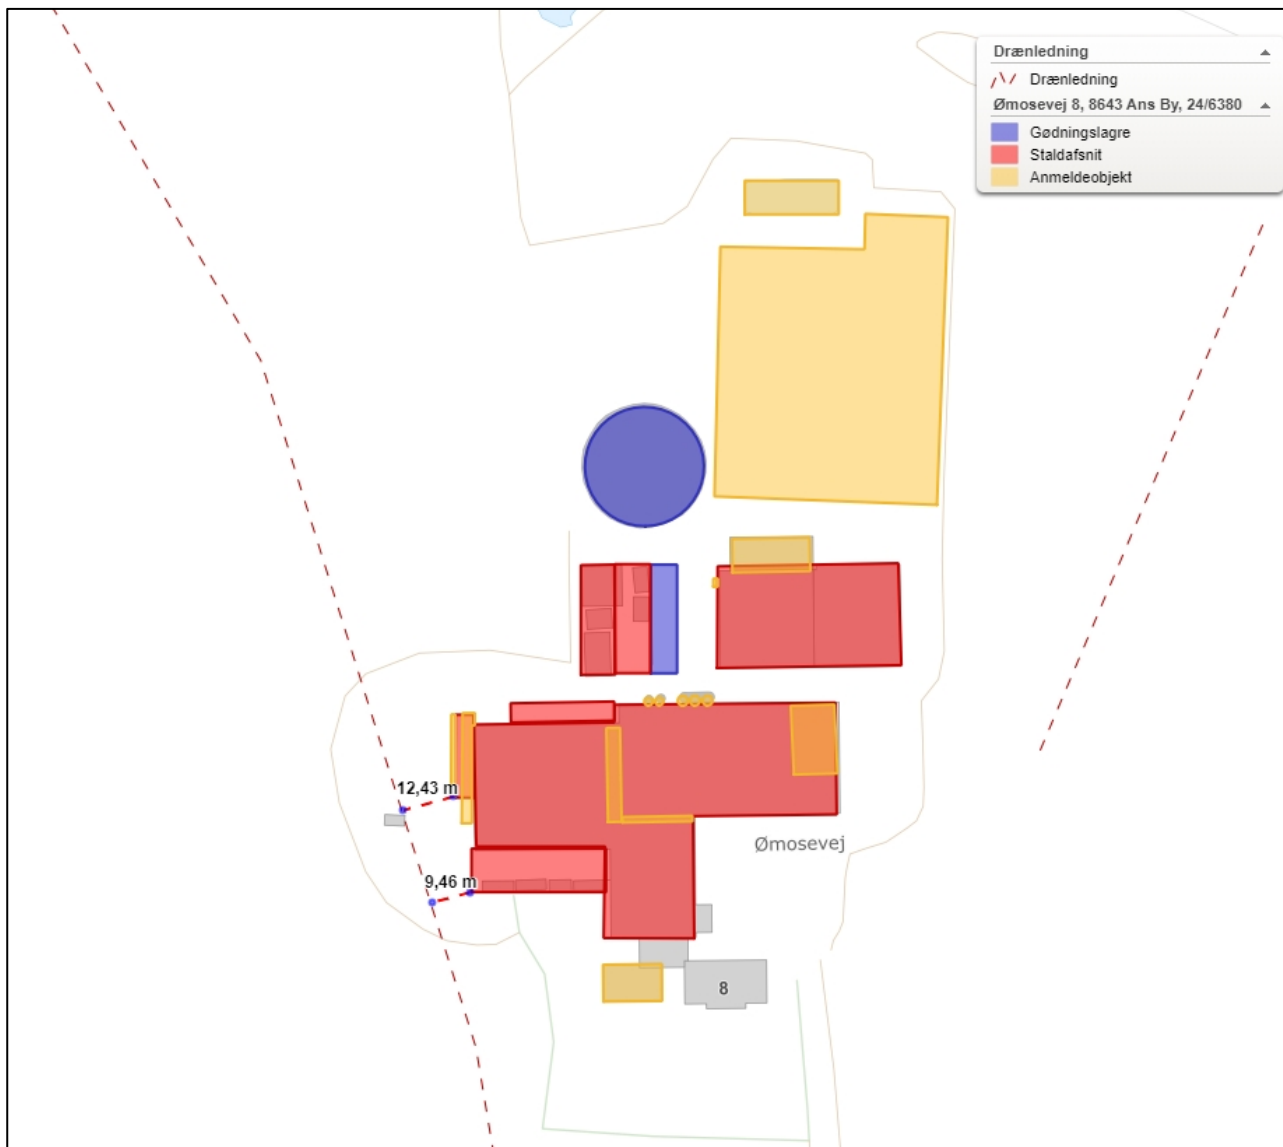 Drænledning
Drænledning
Ømosevej 8, 8643 Ans By, 24/6380
Gødningslagre
Staldafsnit
Anmeldeobjekt
12,43 m
Ømosevej
9,46 m
8